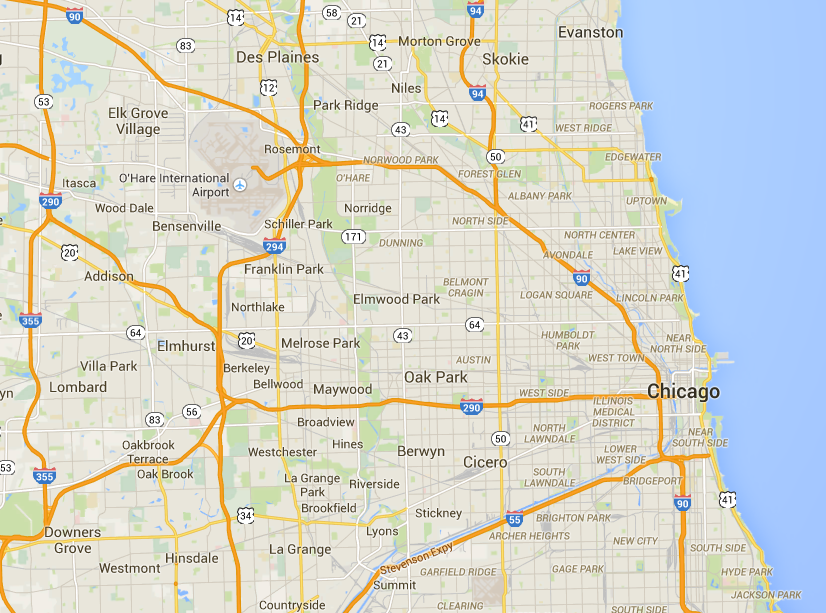 90
14
58
21
94
Evanston
83
14
Morton Grove
Des Plaines
21
Skokie
12
Niles
94
53
Park Ridge
ROGERS PARK
Elk Grove
Village
14
41
43
WEST RIDGE
Rosemont
NORWOOD PARK
50
EDGEWATER
O'HARE
FOREST GLEN
Itasca
O'Hare International
Airport
290
ALBANY PARK
UPTOWN
Wood Dale
Norridge
Bensenville
Schiller Park
NORTH SIDE
171
DUNNING
NORTH CENTER
294
20
AVONDALE
LAKE VIEW
Addison
Franklin Park
90
41
BELMONT
CRAGIN
LOGAN SQUARE
LINCOLN PARK
Elmwood Park
Northlake
355
64
43
64
HUMBOLDT
PARK
NEAR
NORTH SIDE
Elmhurst
20
Melrose Park
AUSTIN
WEST TOWN
Villa Park
Berkeley
Oak Park
Lombard
Bellwood
Maywood
Chicago
yn
WEST SIDE
290
ILLINOIS
MEDICAL
DISTRICT
83
56
Broadview
NORTH
LAWNDALE
NEAR
SOUTH SIDE
Oakbrook
Terrace
Hines
50
Westchester
Berwyn
LOWER
WEST SIDE
53
Cicero
355
Oak Brook
La Grange
Park
Riverside
SOUTH
LAWNDALE
BRIDGEPORT
90
41
Brookfield
34
Stickney
55
BRIGHTON PARK
Downers
Grove
Lyons
ARCHER HEIGHTS
NEW CITY
La Grange
Stevenson Expy
SOUTH SIDE
Hinsdale
Westmont
GARFIELD RIDGE
GAGE PARK
HYDE PARK
Summit
JACKSON PARK
Countryside
CLEARING
SOUTH SIDE